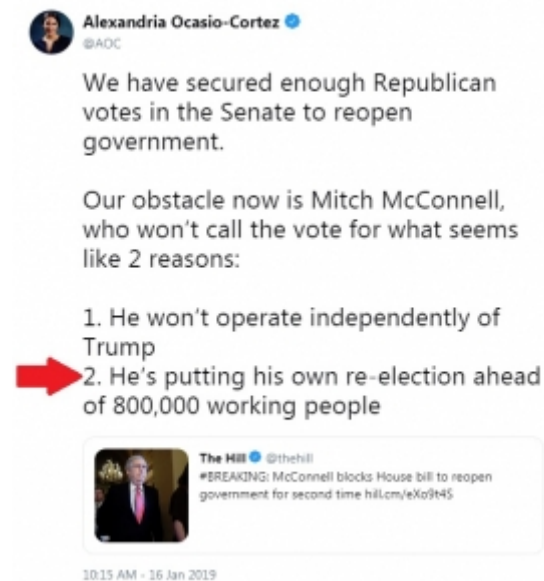 Alexandria Ocasio-Cortez
@AOC
We have secured enough Republican
votes in the Senate to reopen
government.
Our obstacle now is Mitch McConnell,
who won't call the vote for what seems
like 2 reasons:
1. He won't operate independently of
Trump
2. He's putting his own re-election ahead
of 800,000 working people
The Hill @thehill
#BREAKING: McConnell blocks House bill to reopen
government for second time hill.cm/eXo9t4S
10:15 AM - 16 Jan 2019